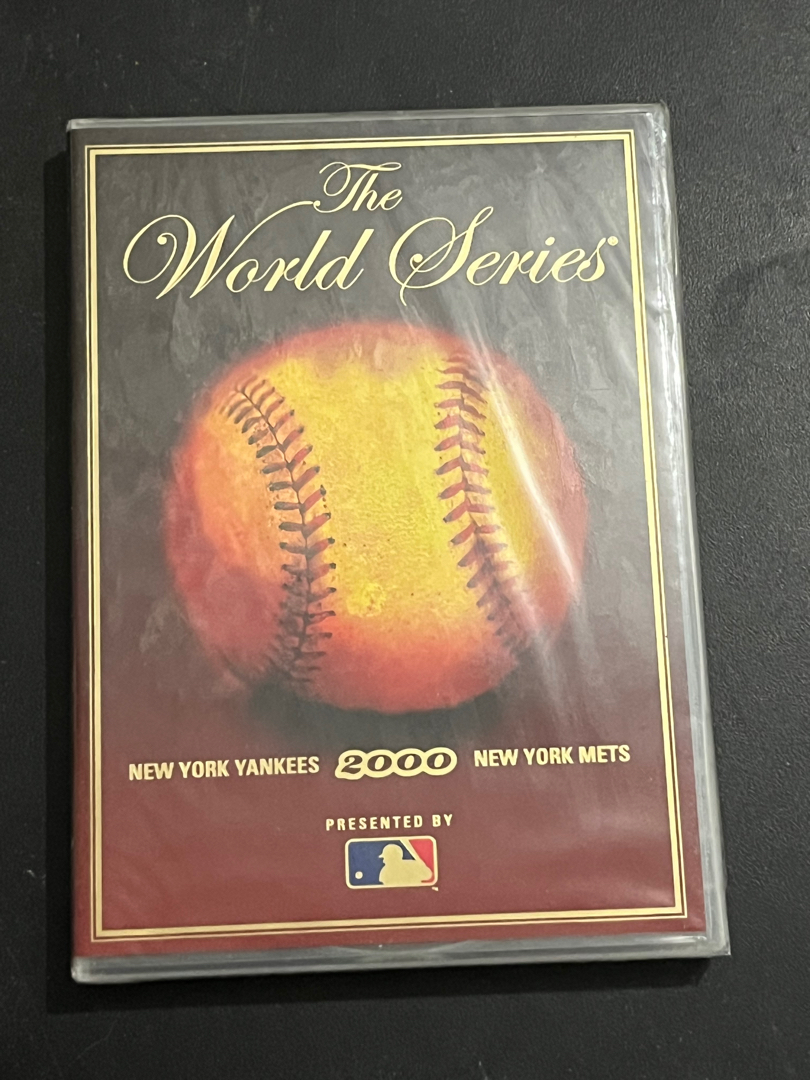 The
World Series
NEW YORK YANKEES 2000 NEW YORK METS
PRESENTED BY